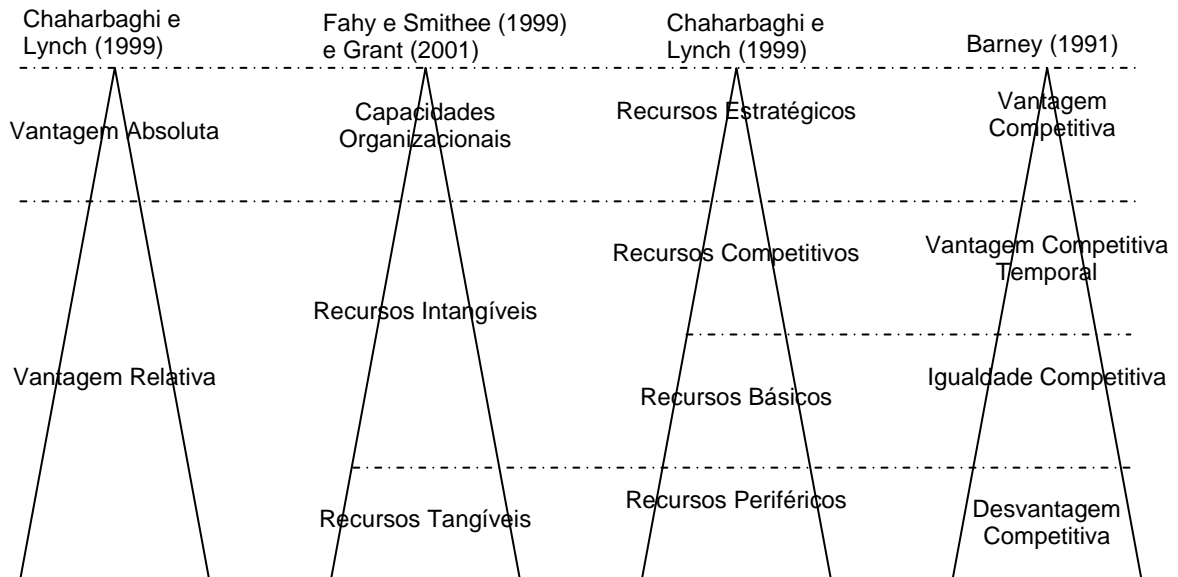 Chaharbaghi e
Lynch (1999)
Fahy e Smithee (1999)
e Grant (2001)
Chaharbaghi e
Lynch (1999)
Barney (1991)
Vantagem Absoluta
Capacidades
Organizacionais
Recursos Estratégicos
Vantagem
Competitiva
Recursos Competitivos
Vantagem Competitiva
Temporal
Recursos Intangíveis
Vantagem Relativa
Recursos Básicos
Igualdade Competitiva
Recursos Tangíveis
Recursos Periféricos
Desvantagem
Competitiva